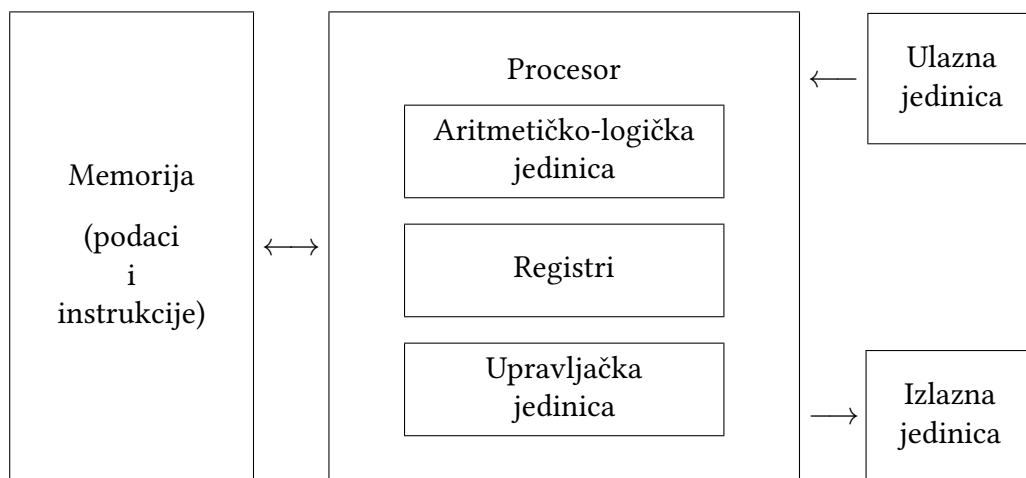 Memorija
(podaci
i
instrukcije)
Procesor
Aritmetičko-logička
jedinica
Registri
Upravljačka
jedinica
Ulazna
jedinica
Izlazna
jedinica